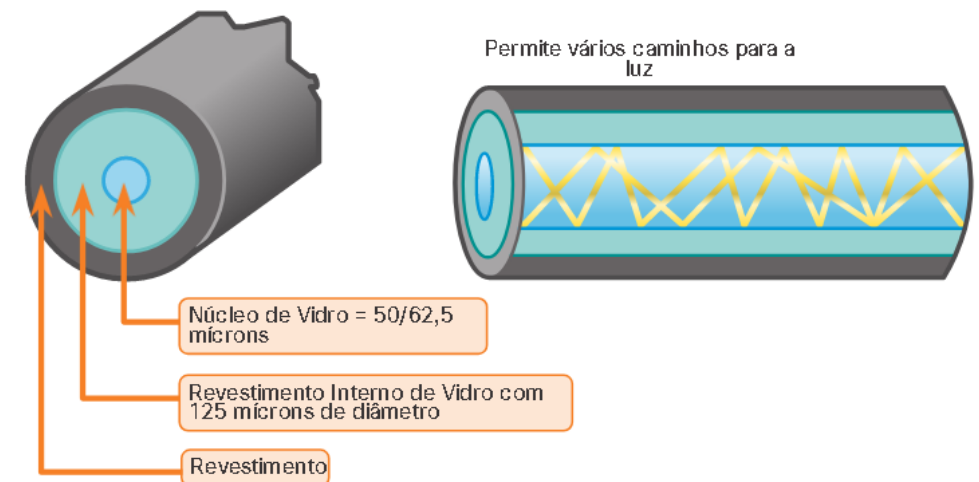 Permite vários caminhos para a
luz
Núcleo de Vidro = 50/62,5
mícrons
Revestimento Interno de Vidro com
125 mícrons de diâmetro
Revestimento